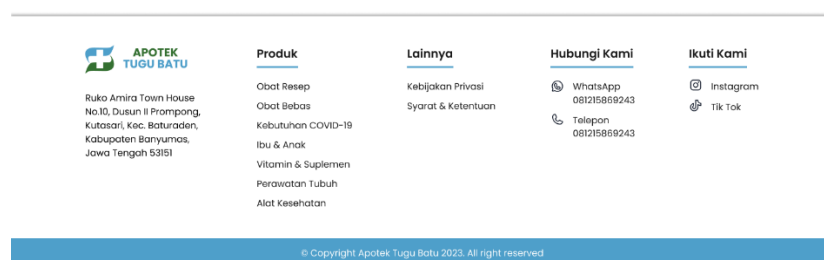 APOTEK
TUGU BATU
Ruko Amira Town House
No.10, Dusun II Prompong,
Kutasari, Kec. Baturaden,
Kabupaten Banyumas,
Jawa Tengah 53151
Produk
Obat Resep
Obat Bebas
Kebutuhan COVID-19
Ibu & Anak
Vitamin & Suplemen
Perawatan Tubuh
Alat Kesehatan
Lainnya
Kebijakan Privasi
Syarat & Ketentuan
Hubungi Kami
WhatsApp
081215869243
Telepon
081215869243
Ikuti Kami
Instagram
Tik Tok
© Copyright Apotek Tugu Batu 2023. All right reserved